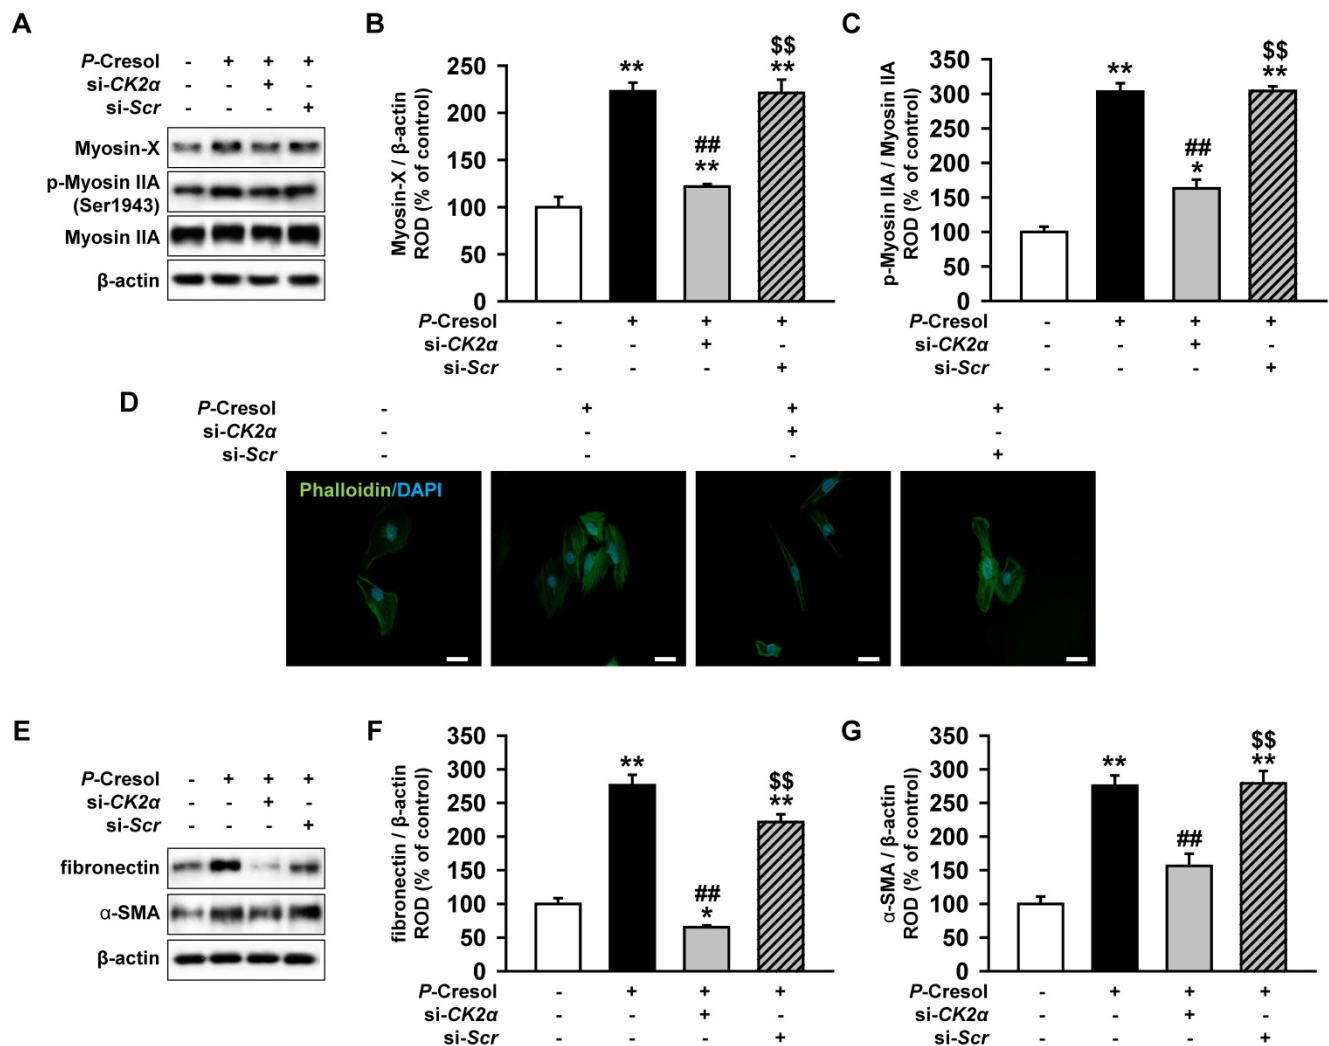 A
P-Cresol - + + +
si-CK2α - - + -
si-Scr - - - +
Myosin-X
p-Myosin IIA
(Ser1943)
Myosin IIA
β-actin
B
Myosin-X / β-actin
ROD (% of control)
250
200
150
100
50
0
**
##
**
$$
**
P-Cresol - + + +
si-CK2α - - + -
si-Scr - - - +
C
p-Myosin IIA / Myosin IIA
ROD (% of control)
350
300
250
200
150
100
50
0
**
##
*
$$
**
P-Cresol - + + +
si-CK2α - - + -
si-Scr - - - +
D
P-Cresol - + + +
si-CK2α - - + -
si-Scr - - - +
Phalloidin/DAPI
E
P-Cresol - + + +
si-CK2α - - + -
si-Scr - - - +
fibronectin
α-SMA
β-actin
F
fibronectin / β-actin
ROD (% of control)
350
300
250
200
150
100
50
0
**
##
*
$$
**
P-Cresol - + + +
si-CK2α - - + -
si-Scr - - - +
G
α-SMA / β-actin
ROD (% of control)
350
300
250
200
150
100
50
0
**
##
$$
**
P-Cresol - + + +
si-CK2α - - + -
si-Scr - - - +